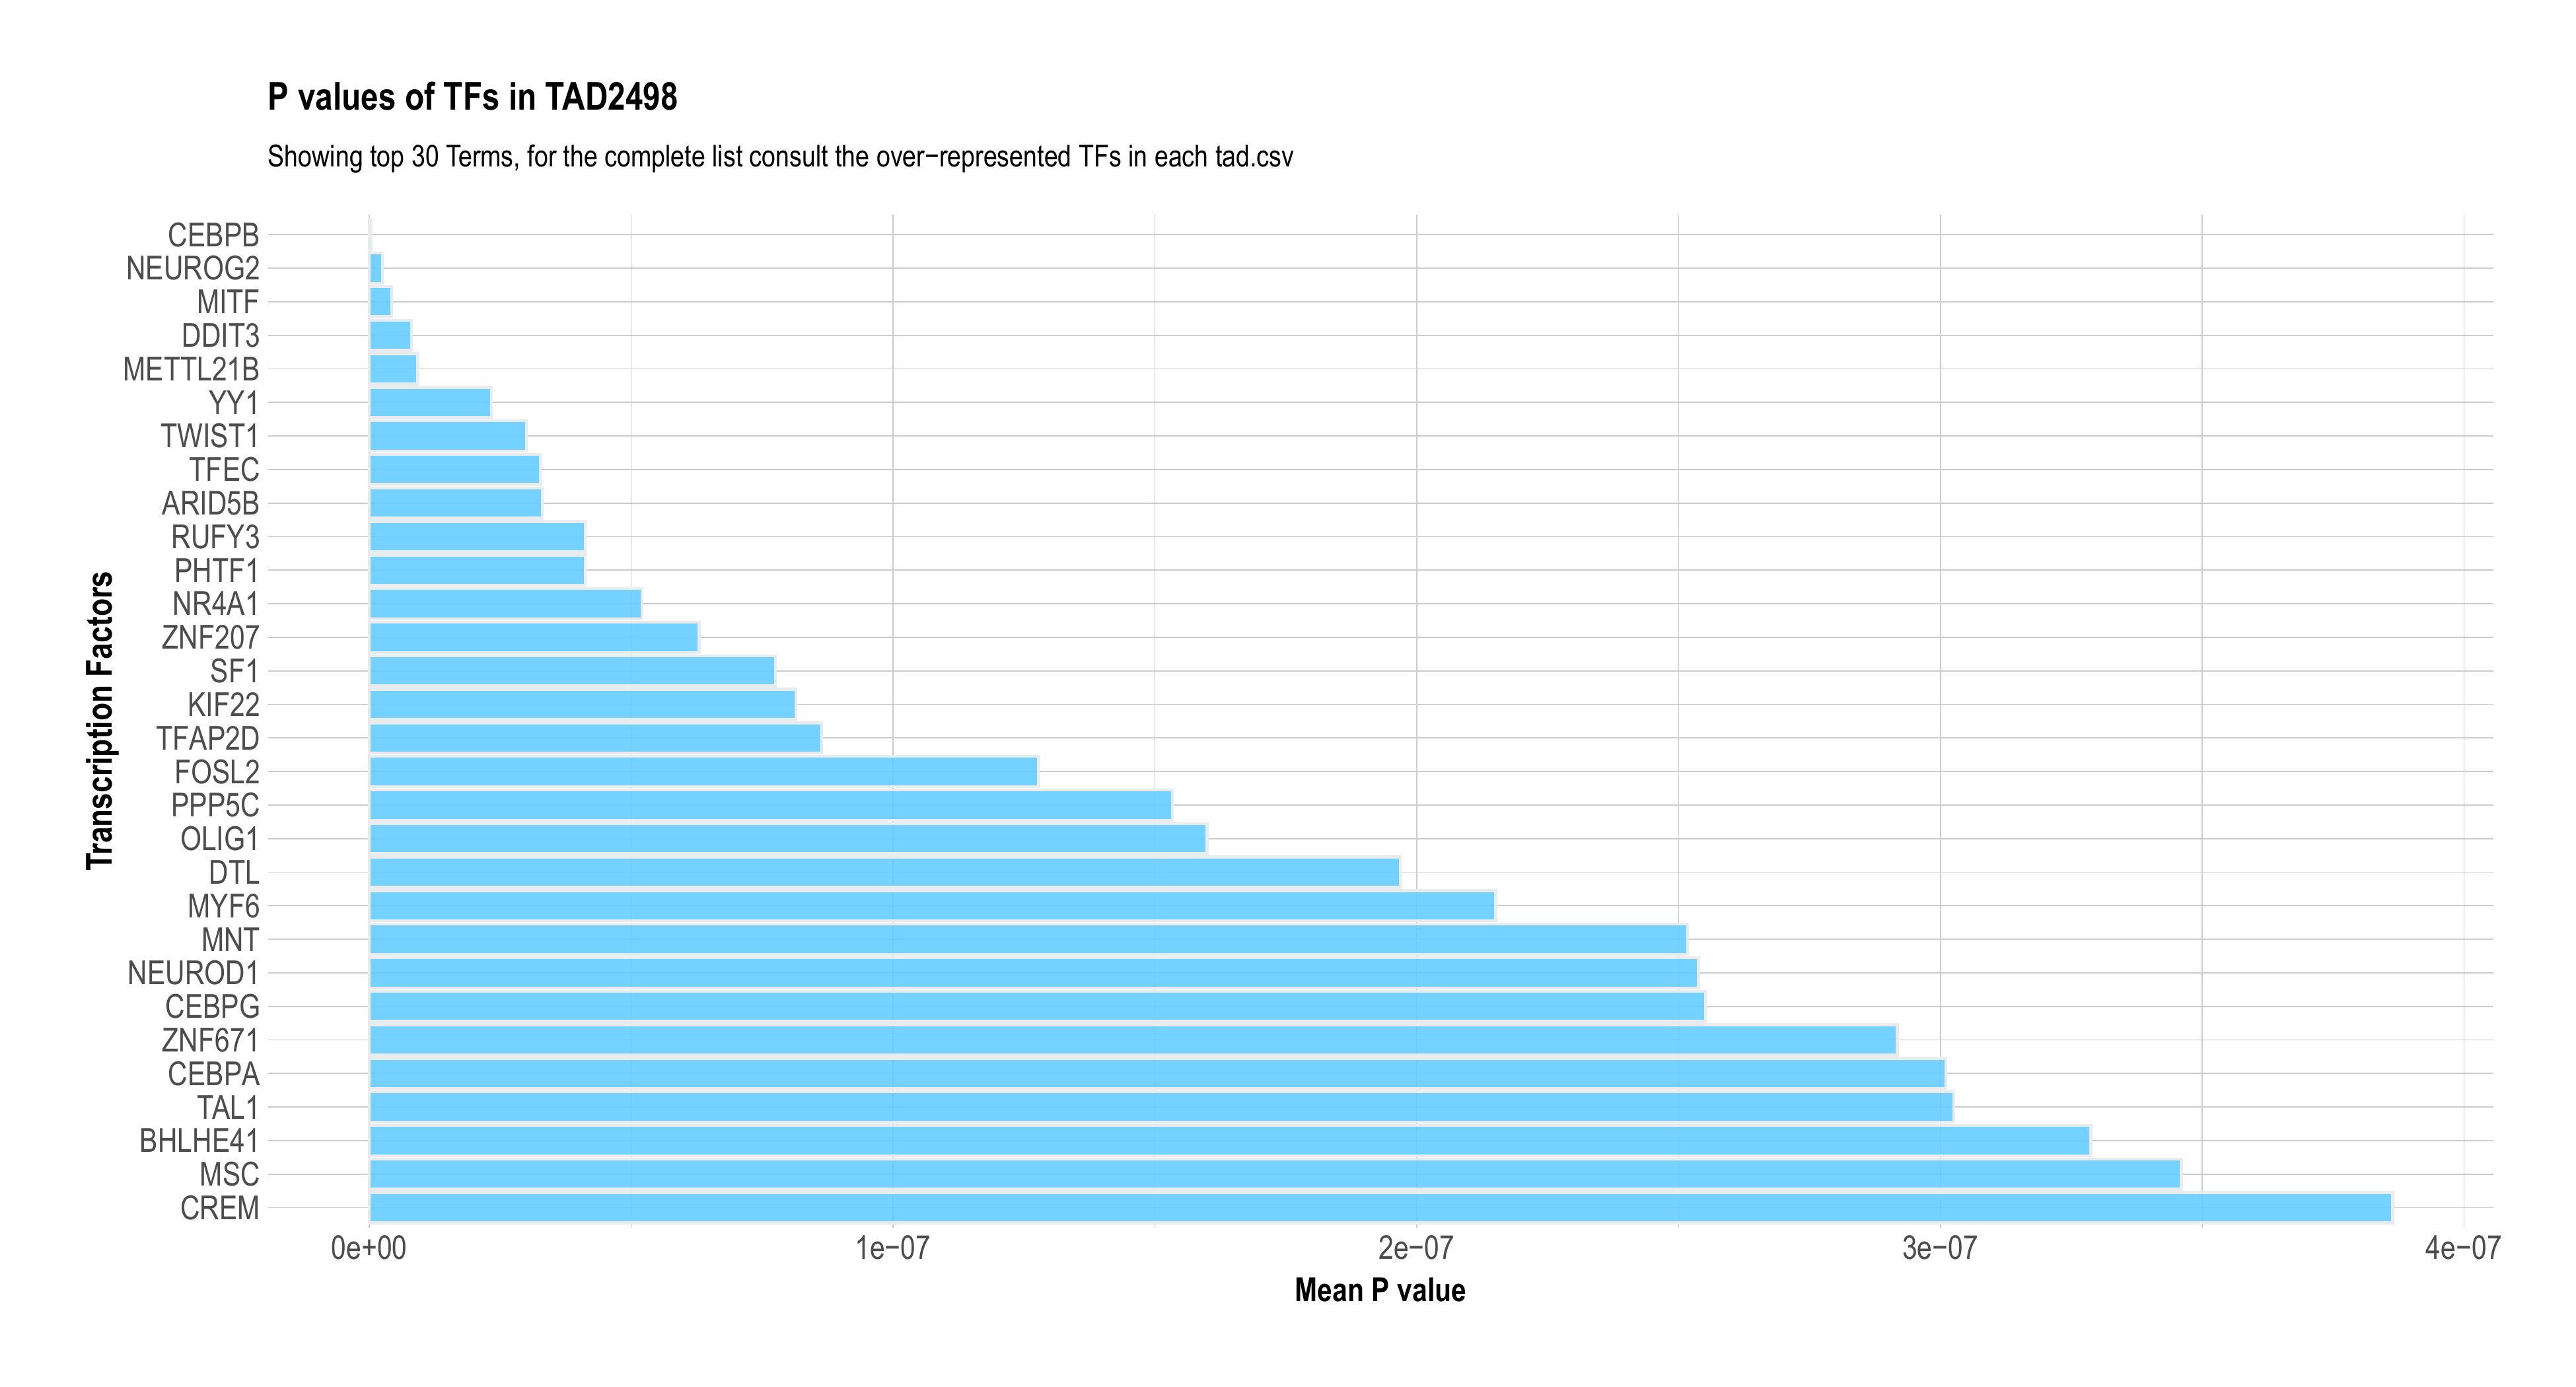 P values of TFs in TAD2498
Showing top 30 Terms, for the complete list consult the over−represented TFs in each tad.csv
Transcription Factors
CEBPB
NEUROG2
MITF
DDIT3
METTL21B
YY1
TWIST1
TFEC
ARID5B
RUFY3
PHTF1
NR4A1
ZNF207
SF1
KIF22
TFAP2D
FOSL2
PPP5C
OLIG1
DTL
MYF6
MNT
NEUROD1
CEBPG
ZNF671
CEBPA
TAL1
BHLHE41
MSC
CREM
0e+00 1e−07 2e−07 3e−07 4e−07
Mean P value